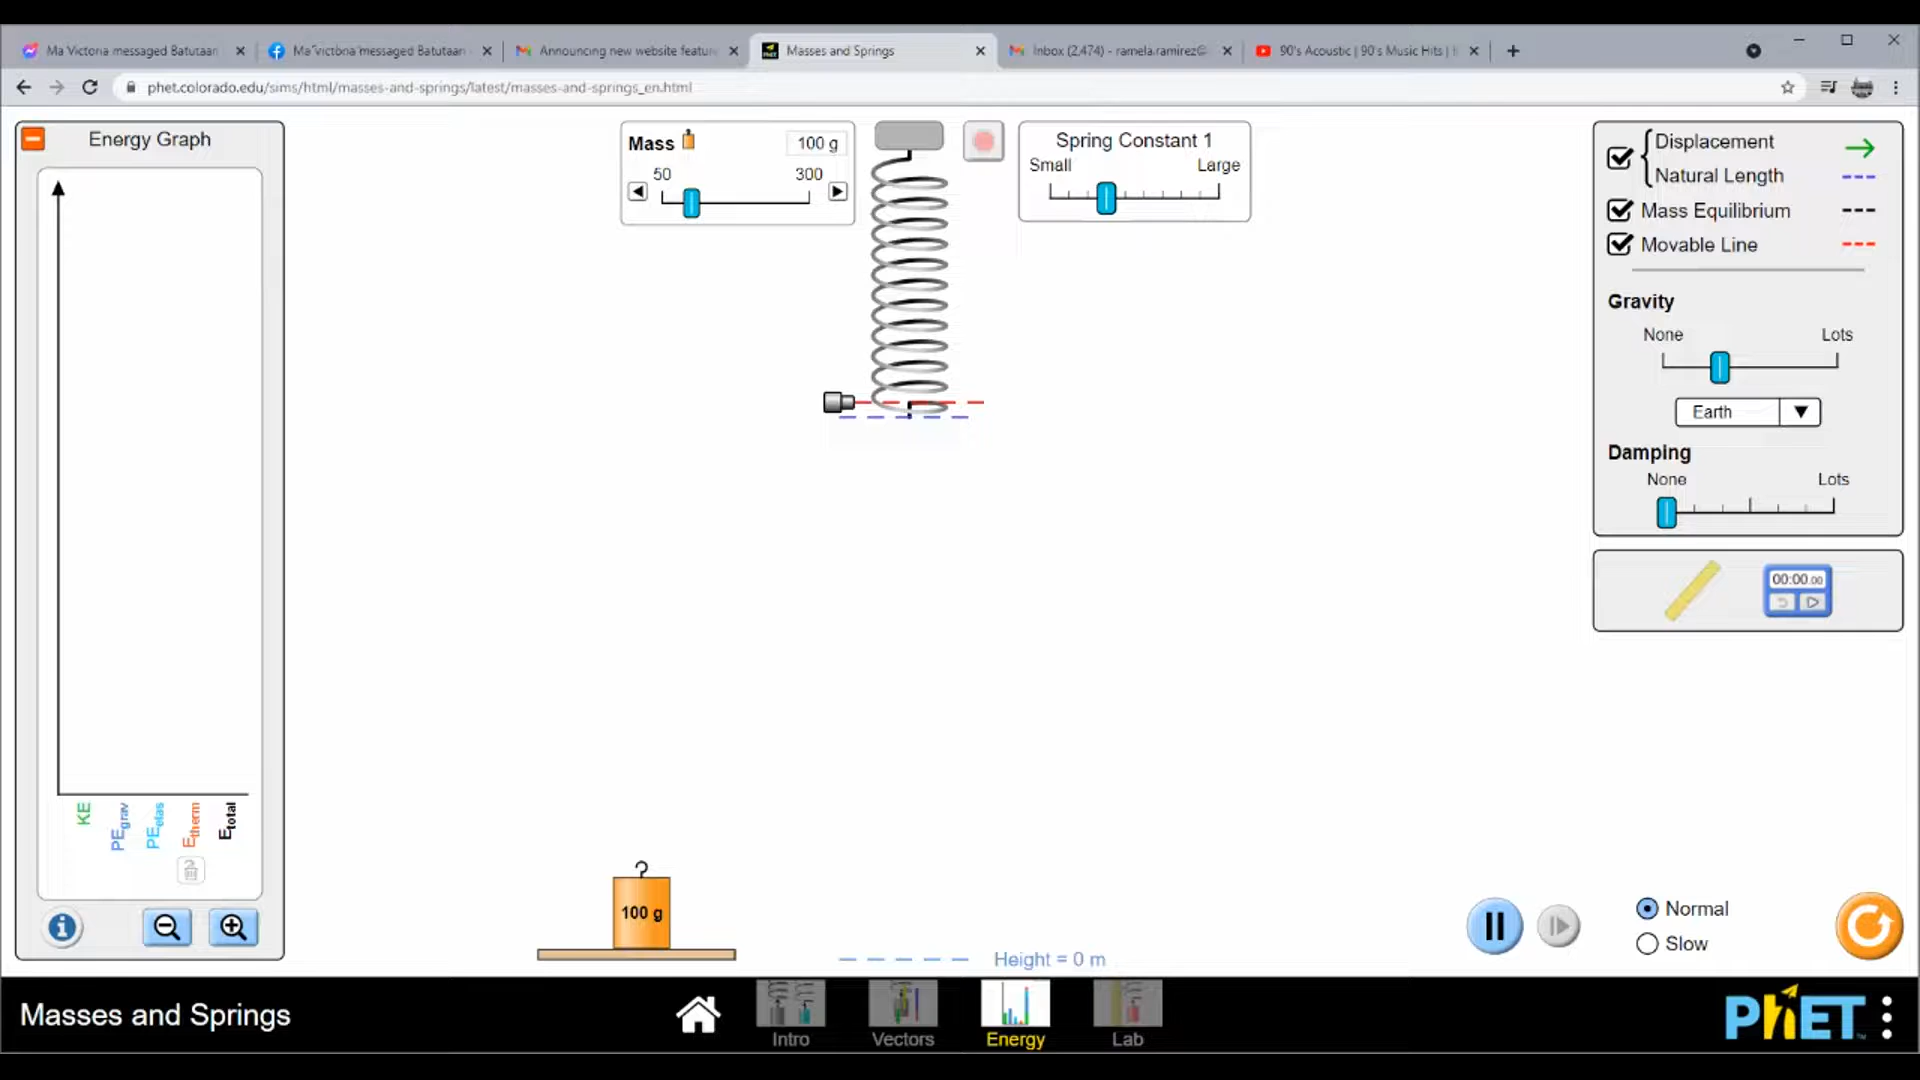 Ma Victoria messaged Batutaan
Ma Victoria messaged Batutaan
Announcing new website featur
Masses and Springs
Inbox (2,474) - ramela.ramirez@
90's Acoustic | 90's Music Hits |
phet.colorado.edu/sims/html/masses-and-springs/latest/masses-and-springs_en.html
Energy Graph
KE
PEgrav
PEelas
Etherm
Etotal
Mass
100 g
50
300
Spring Constant 1
Small
Large
Displacement
Natural Length
Mass Equilibrium
Movable Line
Gravity
None
Lots
Earth
Damping
None
Lots
00:00.00
100 g
Height = 0 m
Normal
Slow
Masses and Springs
Intro
Vectors
Energy
Lab
PhET